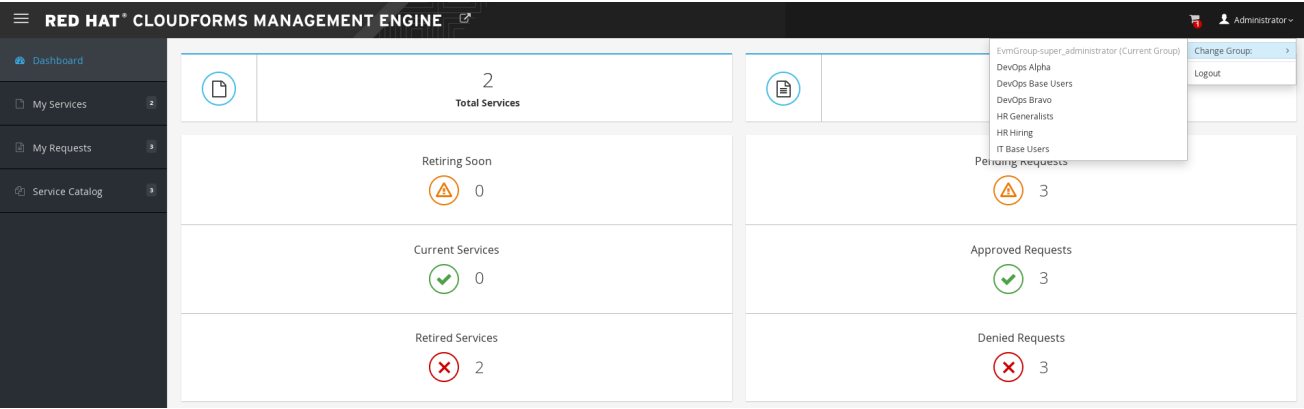 RED HAT® CLOUDFORMS MANAGEMENT ENGINE
1
Administrator
Dashboard
My Services 2
My Requests 3
Service Catalog 3
EvmGroup-super_administrator (Current Group)
DevOps Alpha
DevOps Base Users
DevOps Bravo
HR Generalists
HR Hiring
IT Base Users
Change Group:
Logout
2
Total Services
Retiring Soon
0
Current Services
0
Retired Services
2
Pending Requests
3
Approved Requests
3
Denied Requests
3